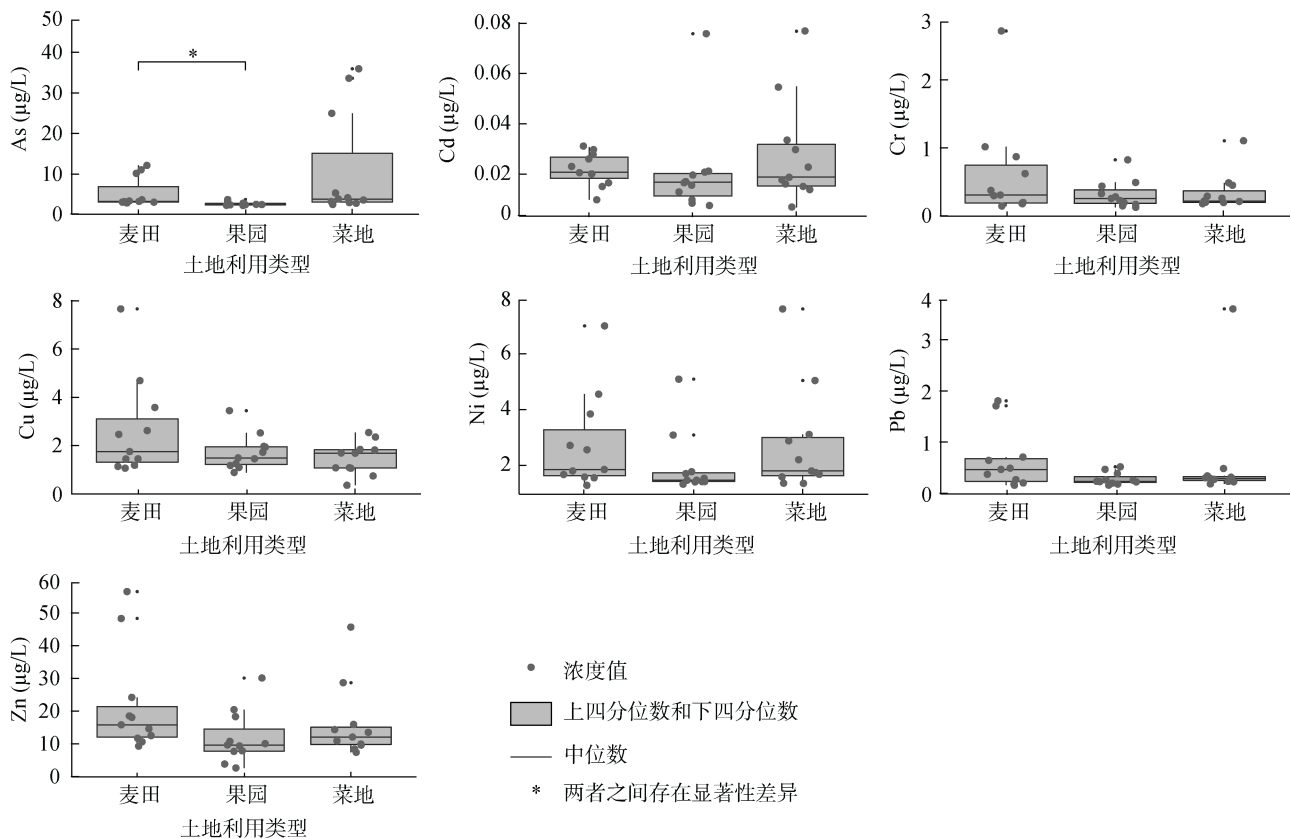 50
40
30
20
10
0
As (μg/L)
*
麦田 果园 菜地
土地利用类型
0.08
0.06
0.04
0.02
0
Cd (μg/L)
麦田 果园 菜地
土地利用类型
3
2
1
0
Cr (μg/L)
麦田 果园 菜地
土地利用类型
8
6
4
2
0
Cu (μg/L)
麦田 果园 菜地
土地利用类型
8
6
4
2
Ni (μg/L)
麦田 果园 菜地
土地利用类型
4
3
2
1
0
Pb (μg/L)
麦田 果园 菜地
土地利用类型
60
50
40
30
20
10
0
Zn (μg/L)
麦田 果园 菜地
土地利用类型
浓度值
上四分位数和下四分位数
中位数
* 两者之间存在显著性差异